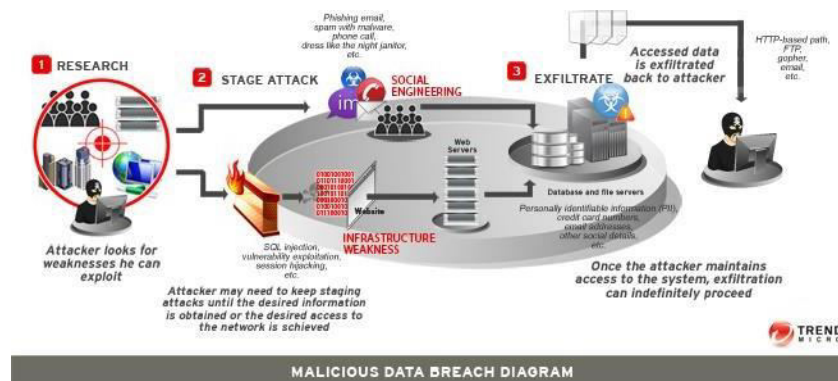 1 RESEARCH
Attacker looks for
weaknesses he can
exploit
2 STAGE ATTACK
Phishing email,
spam with malware,
phone call,
dress like the night janitor,
etc.
im
SOCIAL
ENGINEERING
Website
SQL injection,
vulnerability exploitation,
session hijacking,
etc.
INFRASTRUCTURE
WEAKNESS
Attacker may need to keep staging
attacks until the desired information
is obtained or the desired access to
the network is achieved
Web
Servers
3 EXFILTRATE
Database and file servers
Personally identifiable information (PII),
credit card numbers,
email addresses,
other social details,
etc.
Accessed data
is exfiltrated
back to attacker
HTTP-based path,
FTP,
gopher,
email,
etc.
Once the attacker maintains
access to the system, exfiltration
can indefinitely proceed
TREND
MICRO
MALICIOUS DATA BREACH DIAGRAM